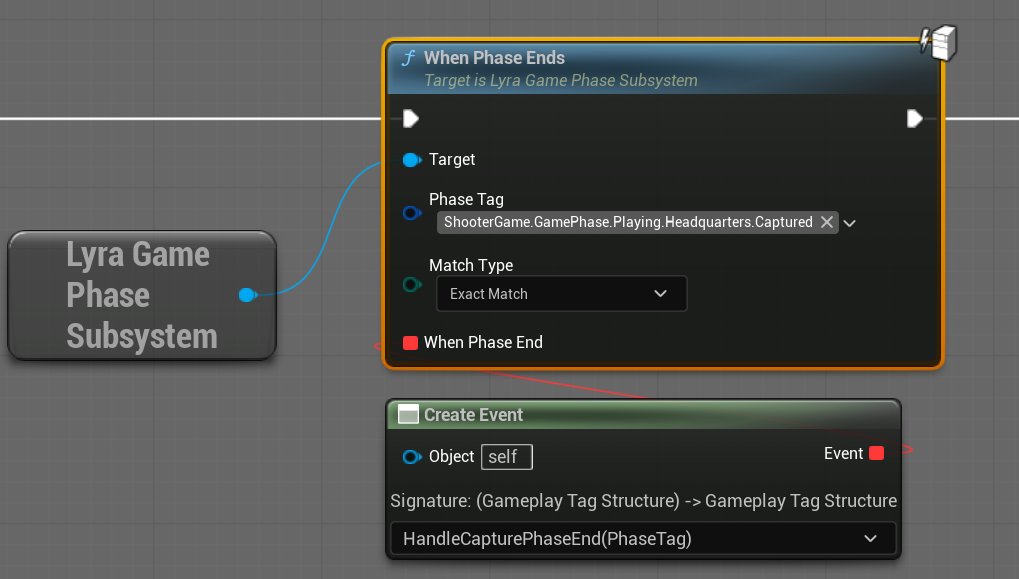 When Phase Ends
Target is Lyra Game Phase Subsystem
Target
Phase Tag
ShooterGame.GamePhase.Playing.Headquarters.Captured
Match Type
Exact Match
When Phase End
Lyra Game
Phase
Subsystem
Create Event
Object self
Event
Signature: (Gameplay Tag Structure) -> Gameplay Tag Structure
HandleCapturePhaseEnd(PhaseTag)